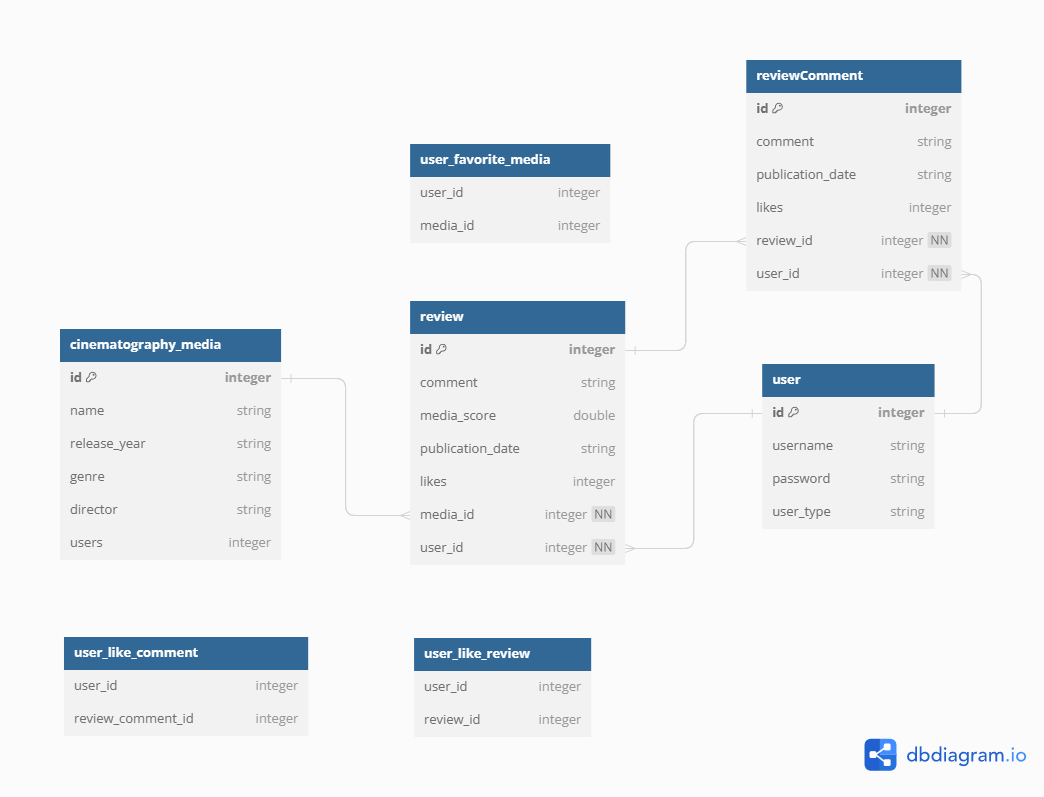 reviewComment
id integer
comment string
publication_date string
likes integer
review_id integer NN
user_id integer NN
user_favorite_media
user_id integer
media_id integer
review
id integer
comment string
media_score double
publication_date string
likes integer
media_id integer NN
user_id integer NN
cinematography_media
id integer
name string
release_year string
genre string
director string
users integer
user
id integer
username string
password string
user_type string
user_like_comment
user_id integer
review_comment_id integer
user_like_review
user_id integer
review_id integer
dbdiagram.io